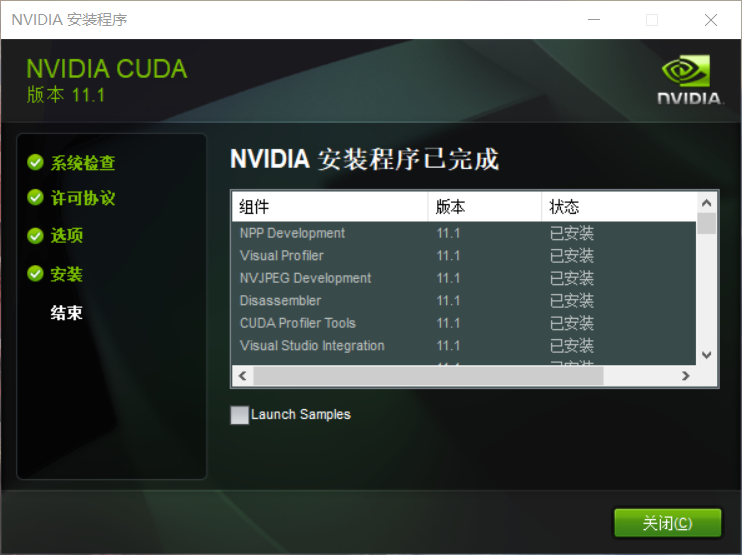 NVIDIA 安装程序
NVIDIA CUDA
版本 11.1
NVIDIA.
系统检查
许可协议
选项
安装
结束
NVIDIA 安装程序已完成
组件 版本 状态
NPP Development 11.1 已安装
Visual Profiler 11.1 已安装
NVJPEG Development 11.1 已安装
Disassembler 11.1 已安装
CUDA Profiler Tools 11.1 已安装
Visual Studio Integration 11.1 已安装
Launch Samples
关闭(C)